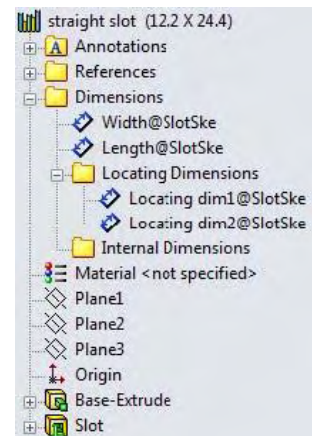 straight slot (12.2 X 24.4)
A Annotations
References
Dimensions
Width@SlotSke
Length@SlotSke
Locating Dimensions
Locating dim1@SlotSke
Locating dim2@SlotSke
Internal Dimensions
Material <not specified>
Plane1
Plane2
Plane3
Origin
Base-Extrude
Slot